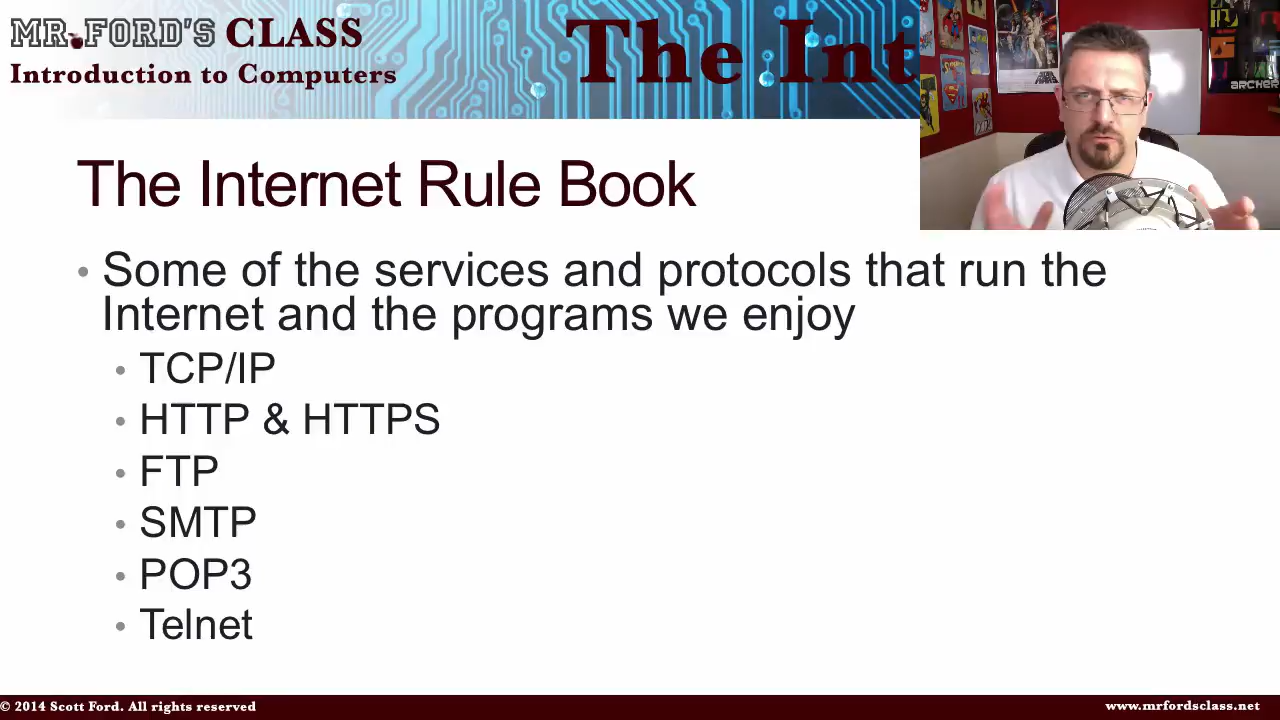 MR. FORD'S CLASS
Introduction to Computers
The Int
ARCHER
The Internet Rule Book
• Some of the services and protocols that run the
Internet and the programs we enjoy
• TCP/IP
• HTTP & HTTPS
• FTP
• SMTP
• POP3
• Telnet
© 2014 Scott Ford. All rights reserved
www.mrfordsclass.net